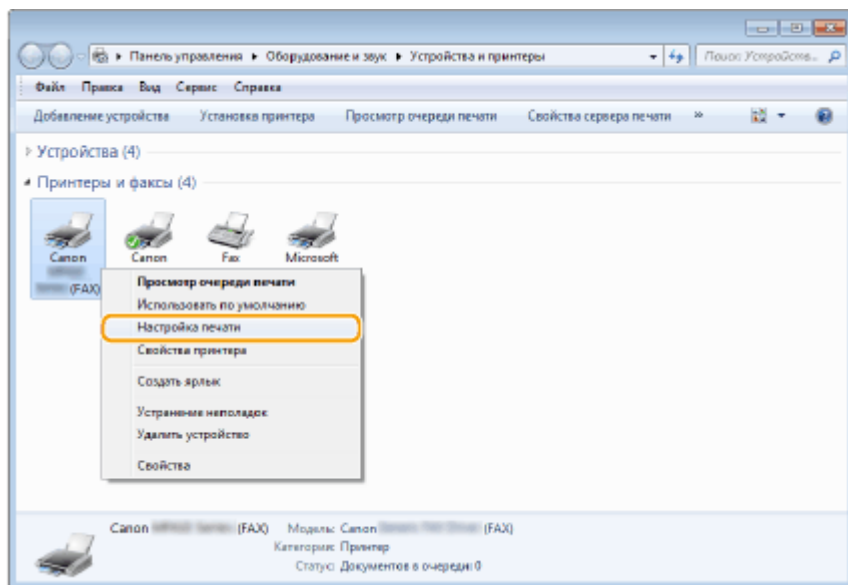 Панель управления ▸ Оборудование и звук ▸ Устройства и принтеры
Поиск: Устройств...
Файл Правка Вид Сервис Справка
Добавление устройства Установка принтера Просмотр очереди печати Свойства сервера печати »
Устройства (4)
Принтеры и факсы (4)
Canon Canon Fax Microsoft
(FAX)
Просмотр очереди печати
Использовать по умолчанию
Настройка печати
Свойства принтера
Создать ярлык
Устранение неполадок
Удалить устройство
Свойства
Canon (FAX) Модель: Canon (FAX)
Категория: Принтер
Статус: Документов в очереди: 0